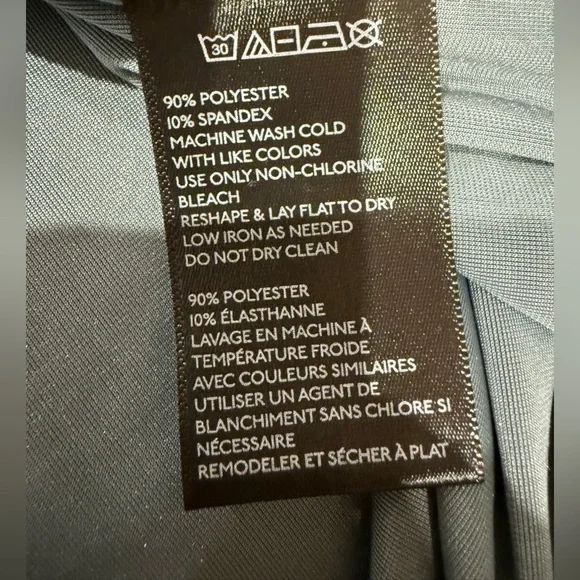 30
90% POLYESTER
10% SPANDEX
MACHINE WASH COLD
WITH LIKE COLORS
USE ONLY NON-CHLORINE
BLEACH
RESHAPE & LAY FLAT TO DRY
LOW IRON AS NEEDED
DO NOT DRY CLEAN
90% POLYESTER
10% ÉLASTHANNE
LAVAGE EN MACHINE À
TEMPÉRATURE FROIDE
AVEC COULEURS SIMILAIRES
UTILISER UN AGENT DE
BLANCHIMENT SANS CHLORE SI
NÉCESSAIRE
REMODELER ET SÉCHER À PLAT